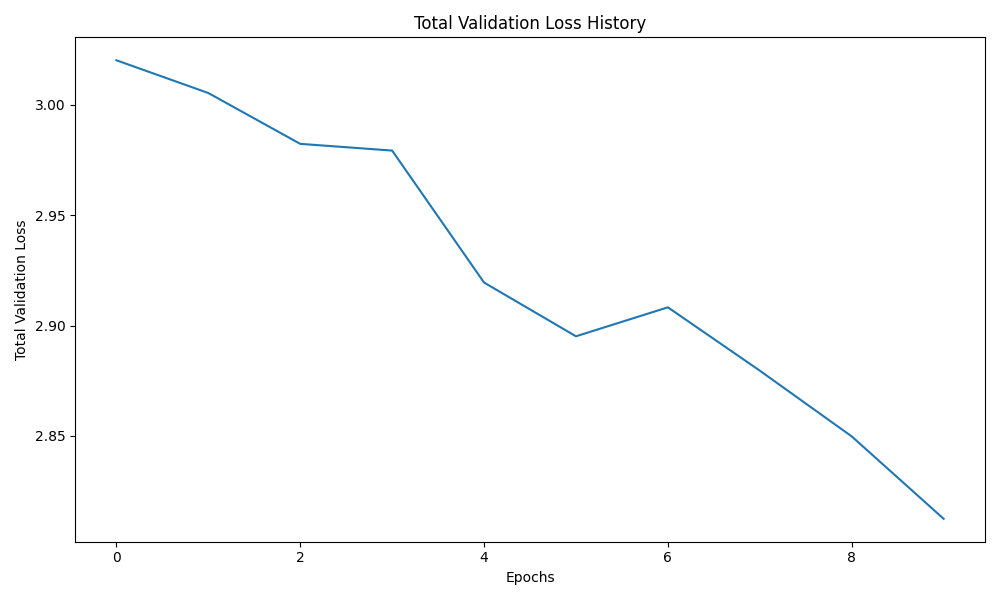 Total Validation Loss History
Total Validation Loss
3.00
2.95
2.90
2.85
0 2 4 6 8
Epochs